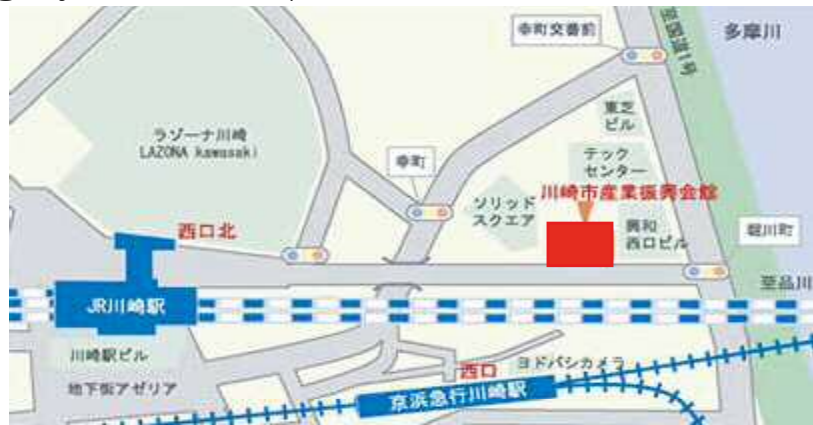 幸町交番前
至国道1号
多摩川
東芝
ビル
ラゾーナ川崎
LAZONA kawasaki
テック
センター
幸町
川崎市産業振興会館
ソリッド
スクエア
興和
西口ビル
堀川町
西口北
至品川
JR川崎駅
川崎駅ビル
西口
ヨドバシカメラ
地下街アゼリア
京浜急行川崎駅